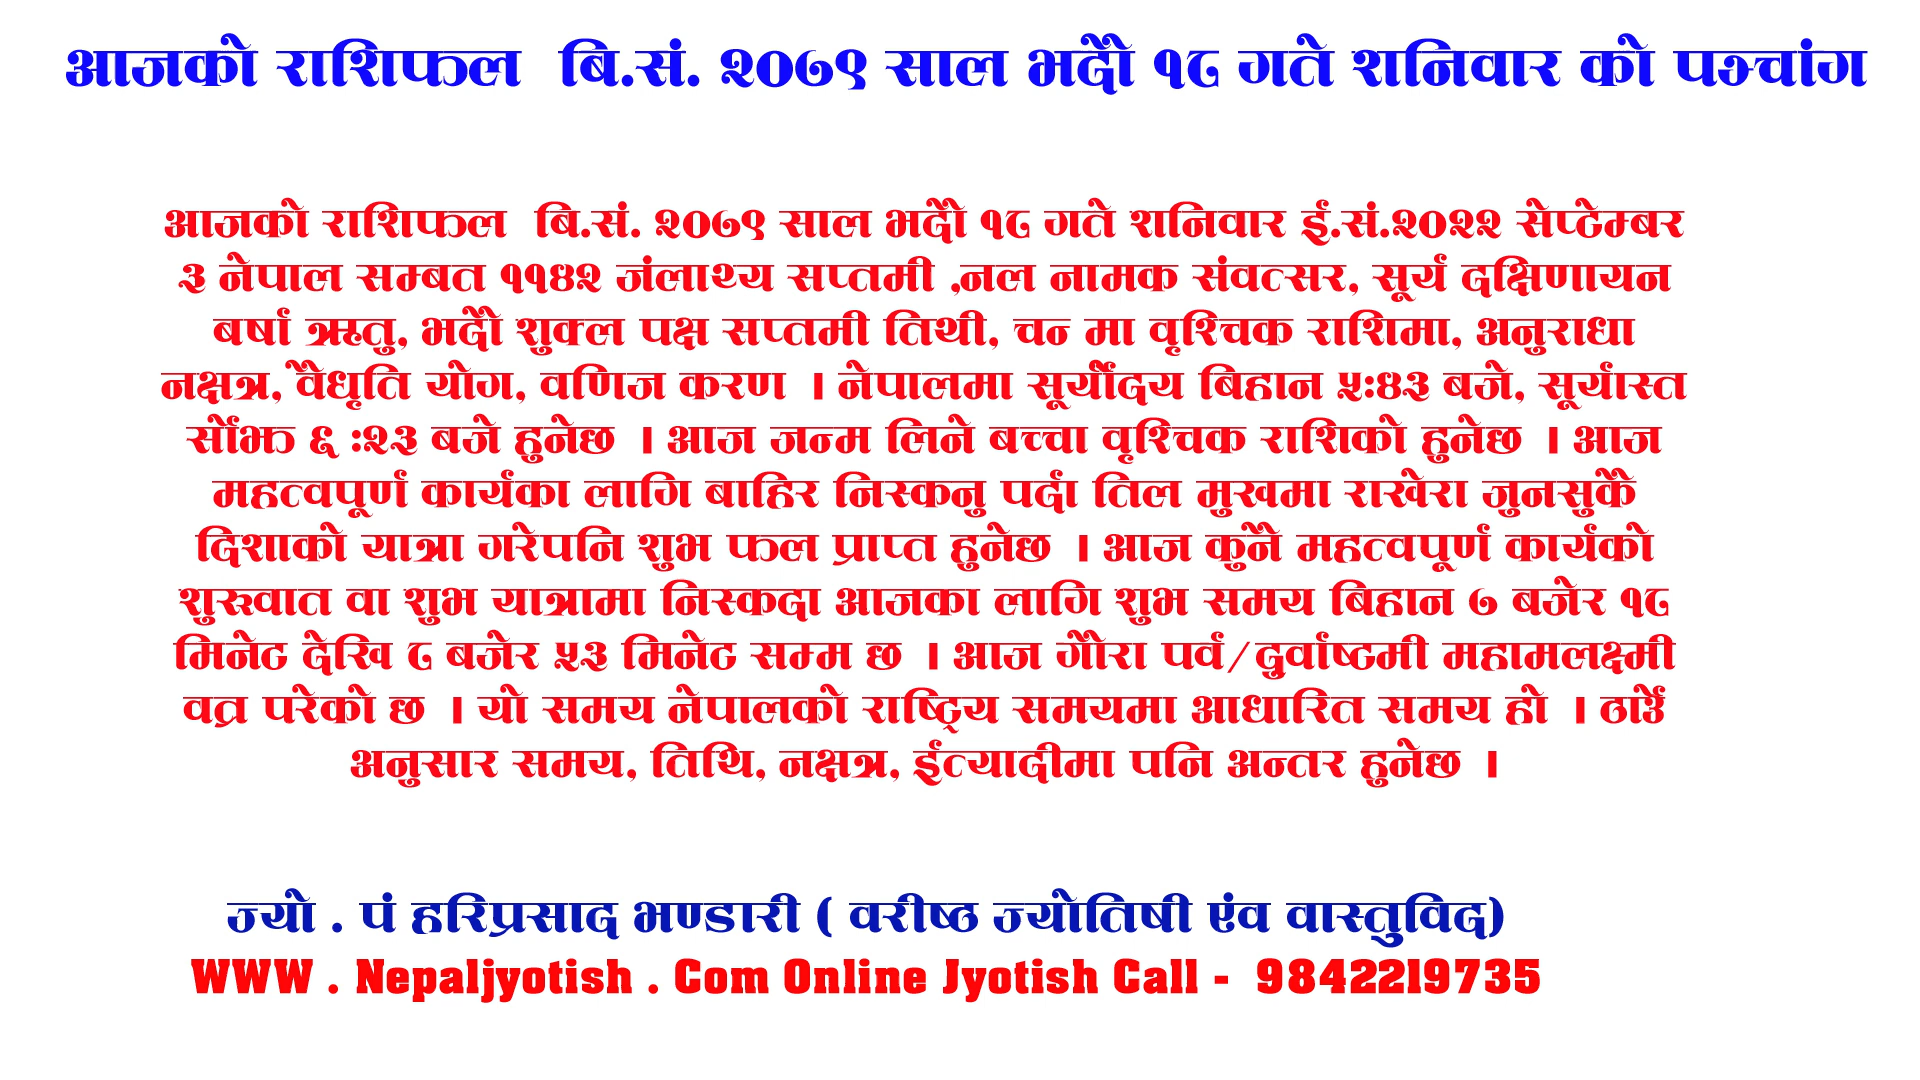 आजको राशिफल बि.सं. २०७९ साल भदौ १८ गते शनिवार को पञ्चांग
आजको राशिफल बि.सं. २०७९ साल भदौ १८ गते शनिवार ई.सं.२०२२ सेप्टेम्बर
३ नेपाल सम्बत ११४२ जंलाथ्य सप्तमी ,नल नामक संवत्सर, सूर्य दक्षिणायन
बर्षा ऋतु, भदौ शुक्ल पक्ष सप्तमी तिथी, चन मा वृश्चिक राशिमा, अनुराधा
नक्षत्र, वैधृति योग, वणिज करण । नेपालमा सूर्योदय बिहान ५:४३ बजे, सूर्यास्त
साँझ ६ :२३ बजे हुनेछ । आज जन्म लिने बच्चा वृश्चिक राशिको हुनेछ । आज
महत्वपूर्ण कार्यका लागि बाहिर निस्कनु पर्दा तिल मुखमा राखेरा जुनसुकै
दिशाको यात्रा गरेपनि शुभ फल प्राप्त हुनेछ । आज कुनै महत्वपूर्ण कार्यको
शुरुवात वा शुभ यात्रामा निस्कदा आजका लागि शुभ समय बिहान ७ बजेर १८
मिनेट देखि ८ बजेर ५३ मिनेट सम्म छ । आज गौरा पर्व/दुर्वाष्टमी महामलक्ष्मी
वत्र परेको छ । यो समय नेपालको राष्ट्रिय समयमा आधारित समय हो । ठाउँ
अनुसार समय, तिथि, नक्षत्र, ईत्यादीमा पनि अन्तर हुनेछ ।
ज्यो . पं हरिप्रसाद भण्डारी ( वरीष्ठ ज्योतिषी एंव वास्तुविद)
WWW . Nepaljyotish . Com Online Jyotish Call - 9842219735